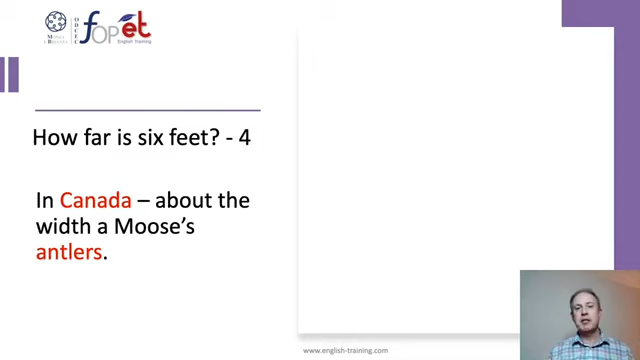 ODCEC
fOPet
English Training
How far is six feet? - 4
In Canada – about the
width a Moose's
antlers.
www.english-training.com